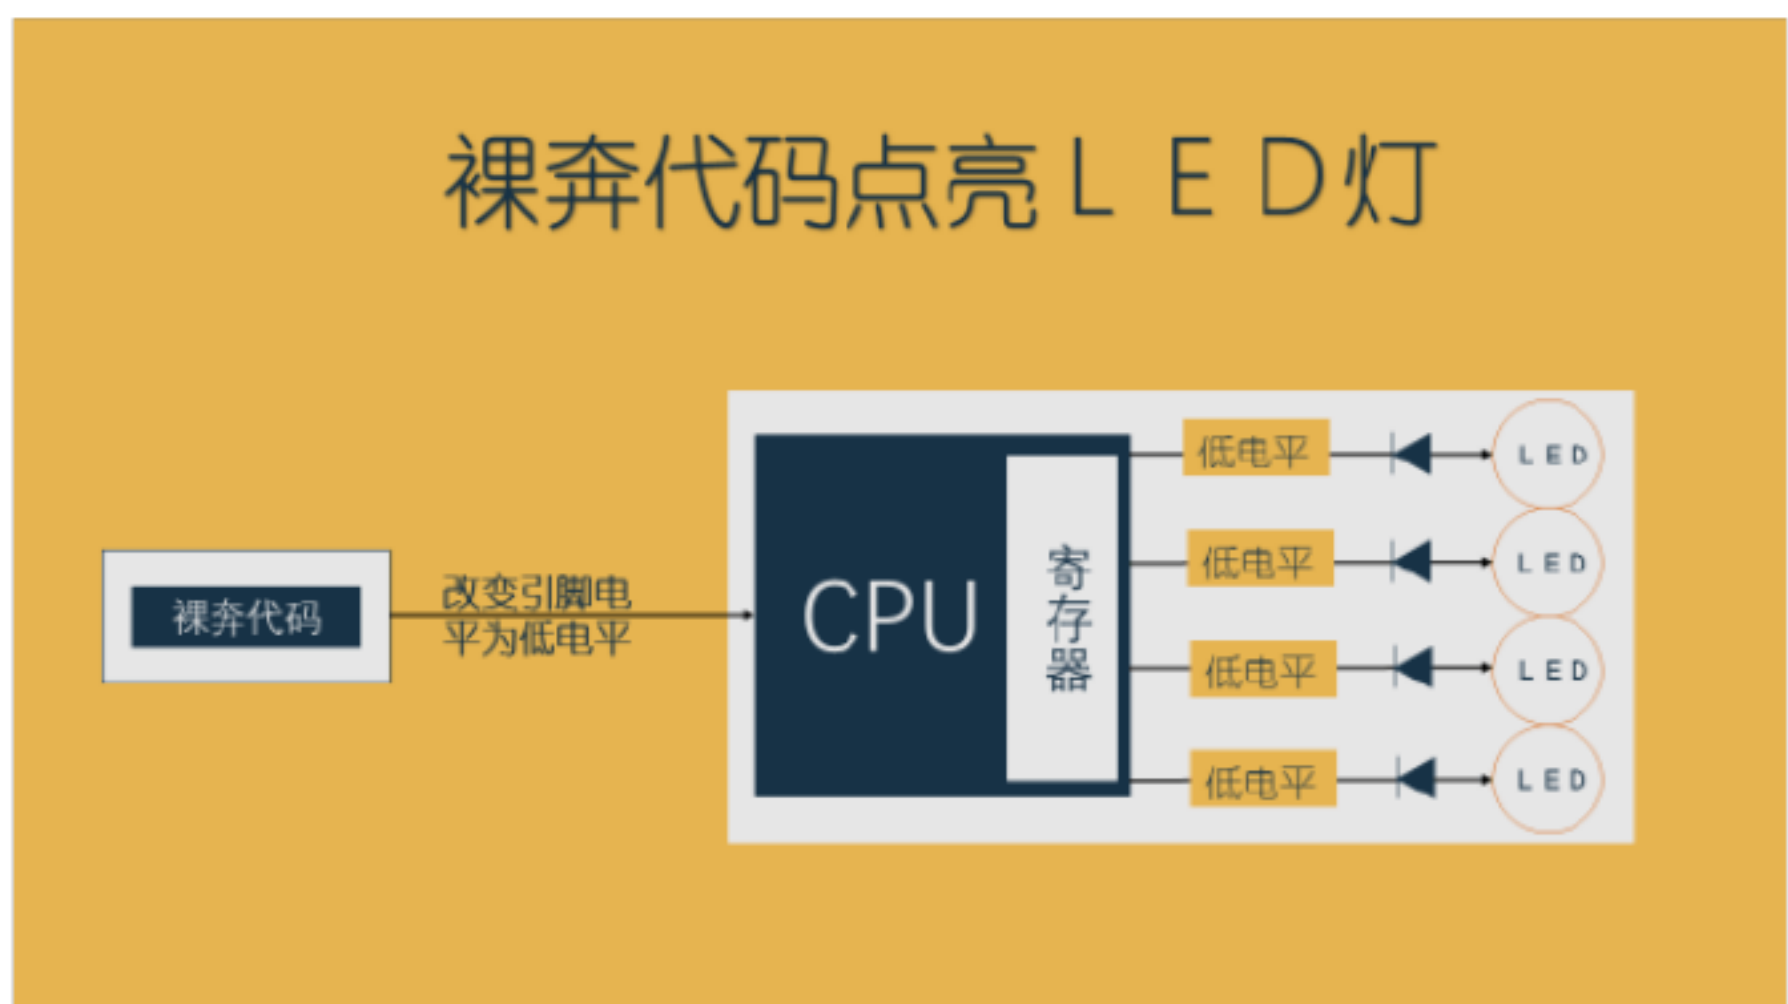 裸奔代码点亮ＬＥＤ灯
裸奔代码
改变引脚电
平为低电平
CPU
寄存器
低电平
LED
低电平
LED
低电平
LED
低电平
LED